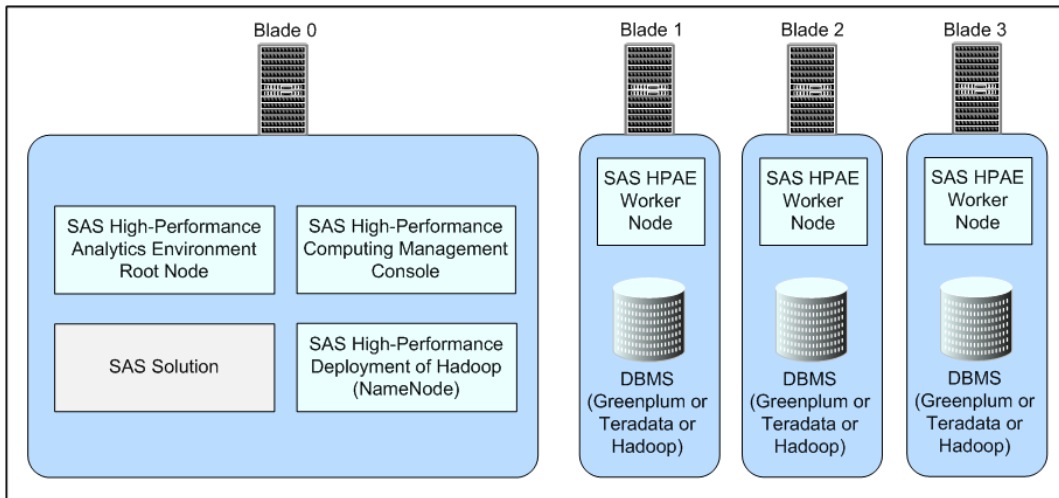 Blade 0
Blade 1
Blade 2
Blade 3
SAS High-Performance
Analytics Environment
Root Node
SAS High-Performance
Computing Management
Console
SAS Solution
SAS High-Performance
Deployment of Hadoop
(NameNode)
SAS HPAE
Worker
Node
DBMS
(Greenplum or
Teradata or
Hadoop)
SAS HPAE
Worker
Node
DBMS
(Greenplum or
Teradata or
Hadoop)
SAS HPAE
Worker
Node
DBMS
(Greenplum or
Teradata or
Hadoop)